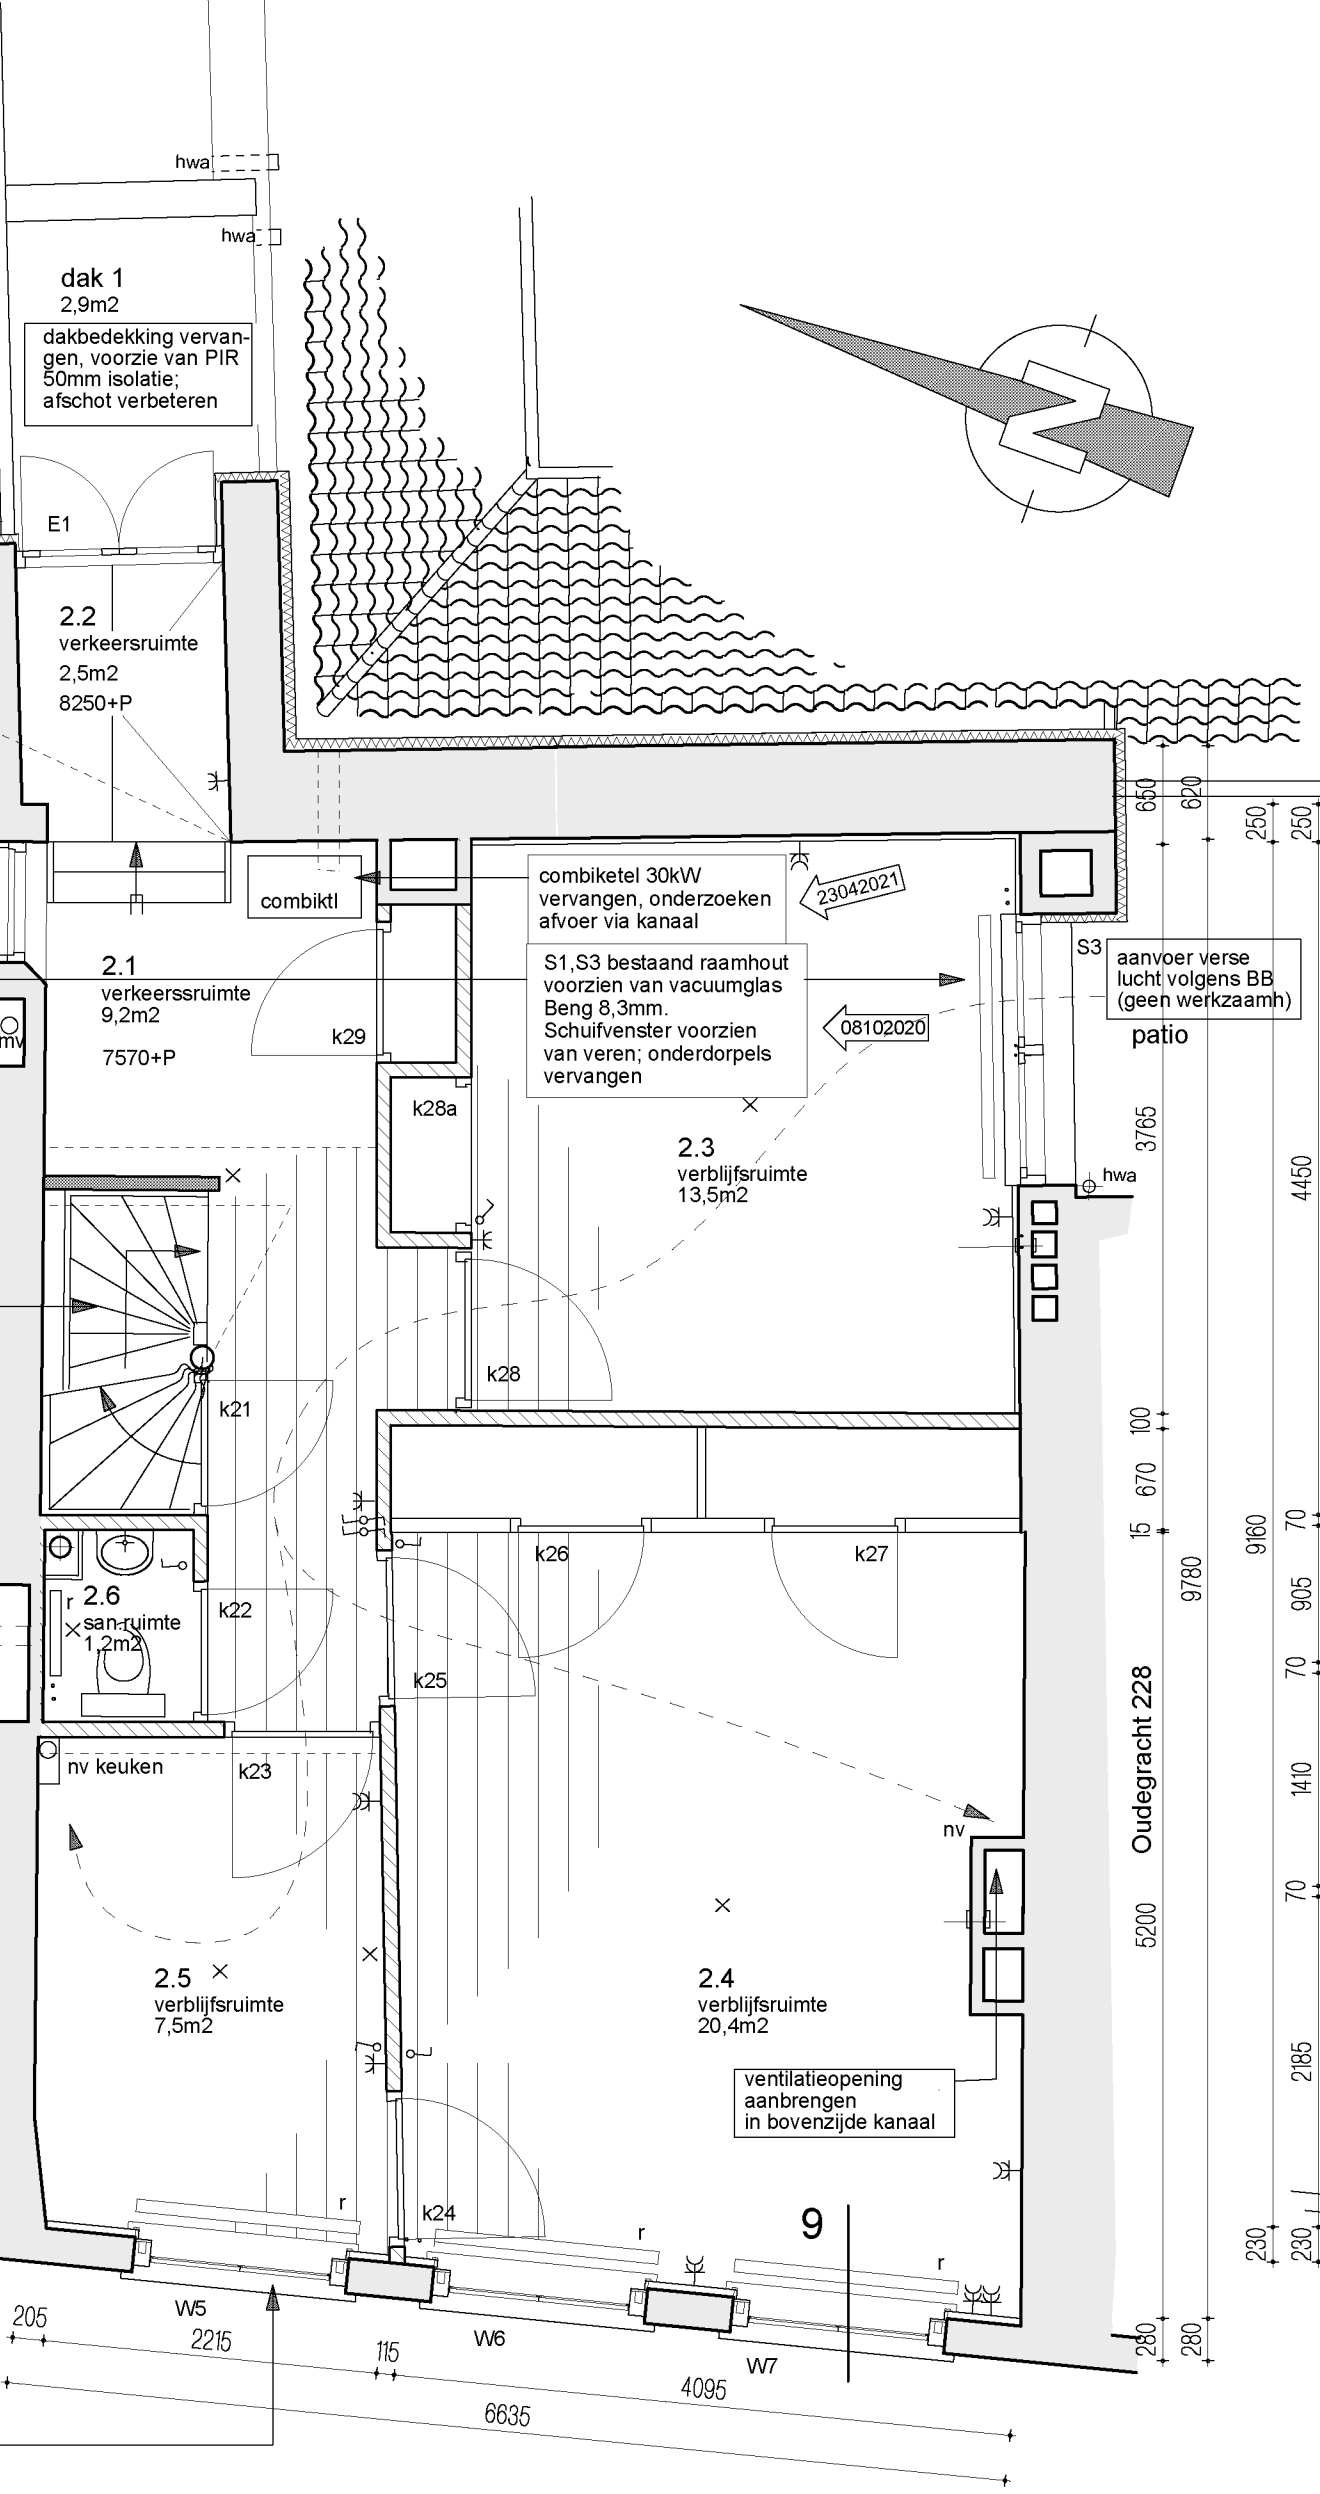 hwa
hwa
dak 1
2,9m2
dakbedekking vervan-
gen, voorzie van PIR
50mm isolatie;
afschot verbeteren
N
E1
2.2
verkeersruimte
2,5m2
8250+P
650
620
250
250
combiktl
combiketel 30kW
vervangen, onderzoeken
afvoer via kanaal
23042021
S1,S3 bestaand raamhout
voorzien van vacuumglas
Beng 8,3mm.
Schuifvenster voorzien
van veren; onderdorpels
vervangen
08102020
S3
aanvoer verse
lucht volgens BB
(geen werkzaamh)
patio
2.1
verkeerssruimte
9,2m2
7570+P
mv
k29
k28a
2.3
verblijfsruimte
13,5m2
hwa
3765
4450
k28
k21
100
670
15
9160
9780
70
905
70
k26
k27
2.6
r
san.ruimte
1,2m2
k22
k25
Oudegracht 228
nv keuken
k23
nv
1410
70
5200
2.5
verblijfsruimte
7,5m2
2.4
verblijfsruimte
20,4m2
2185
ventilatieopening
aanbrengen
in bovenzijde kanaal
r
k24
r
9
r
230
230
280
280
W5
W6
W7
205
2215
115
4095
6635